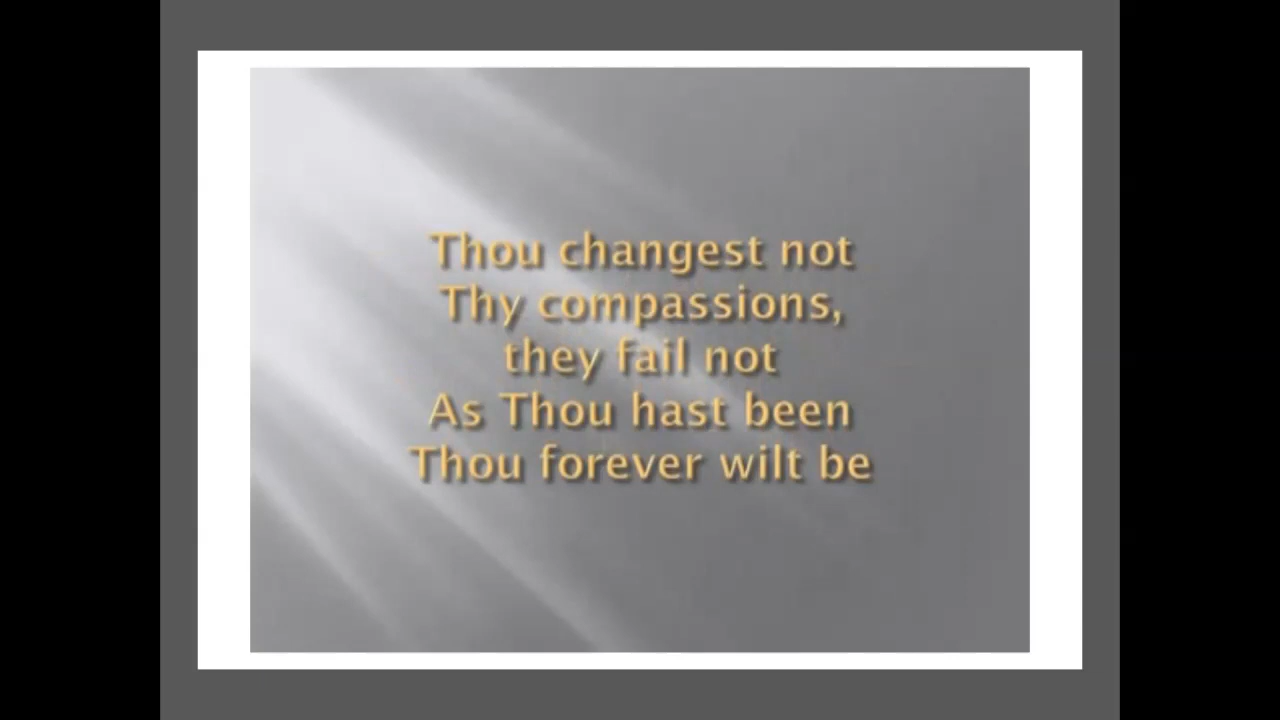 Thou changest not
Thy compassions,
they fail not
As Thou hast been
Thou forever wilt be